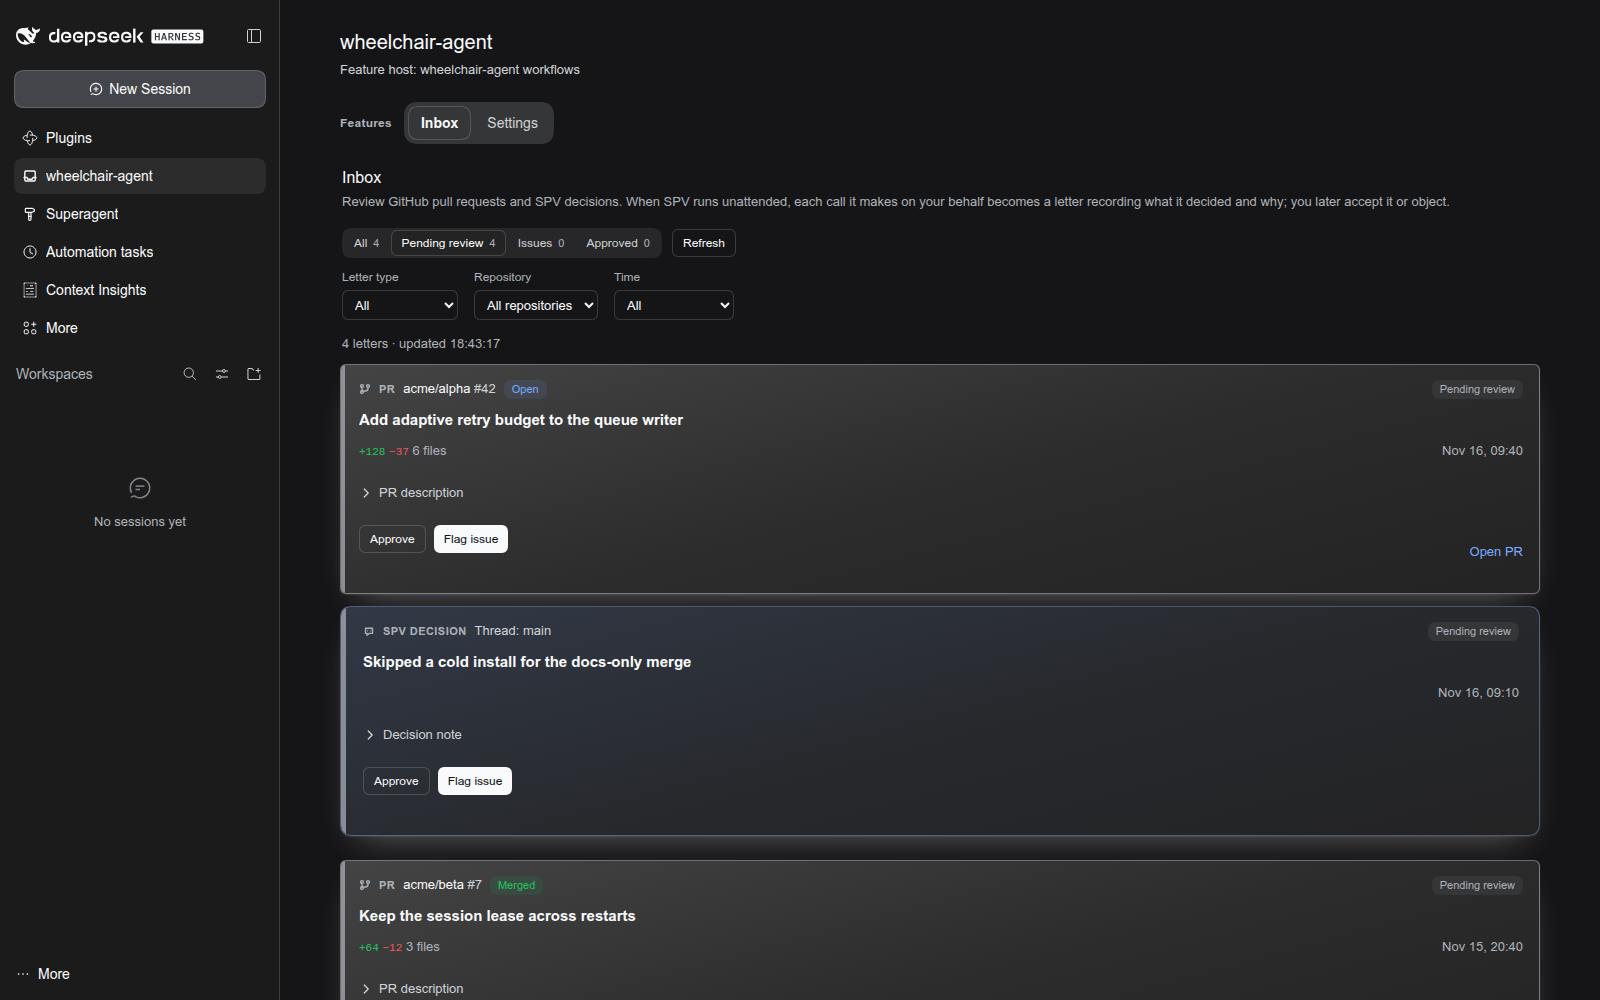 deepseek HARNESS
New Session
Plugins
wheelchair-agent
Superagent
Automation tasks
Context Insights
More
Workspaces
No sessions yet
More
wheelchair-agent
Feature host: wheelchair-agent workflows
Features Inbox Settings
Inbox
Review GitHub pull requests and SPV decisions. When SPV runs unattended, each call it makes on your behalf becomes a letter recording what it decided and why; you later accept it or object.
All 4 Pending review 4 Issues 0 Approved 0 Refresh
Letter type Repository Time
All All repositories All
4 letters · updated 18:43:17
PR acme/alpha #42 Open Pending review
Add adaptive retry budget to the queue writer
+128 −37 6 files Nov 16, 09:40
PR description
Approve Flag issue
Open PR
SPV DECISION Thread: main Pending review
Skipped a cold install for the docs-only merge
Nov 16, 09:10
Decision note
Approve Flag issue
PR acme/beta #7 Merged Pending review
Keep the session lease across restarts
+64 −12 3 files Nov 15, 20:40
PR description